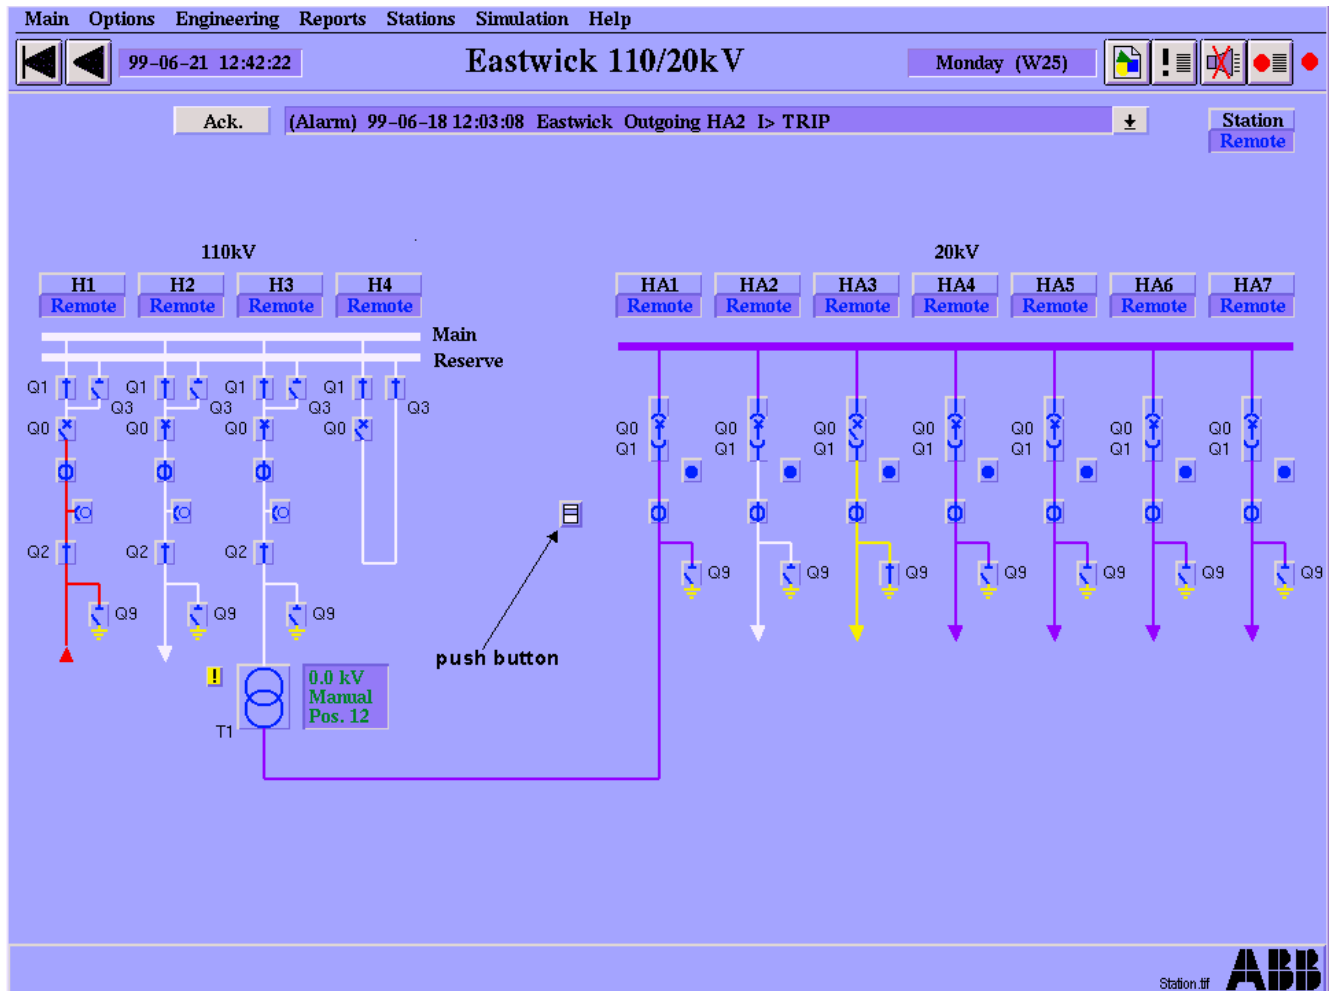 Main Options Engineering Reports Stations Simulation Help
99-06-21 12:42:22 Eastwick 110/20kV Monday (W25)
Ack. (Alarm) 99-06-18 12:03:08 Eastwick Outgoing HA2 I> TRIP Station
Remote
110kV 20kV
H1 H2 H3 H4 HA1 HA2 HA3 HA4 HA5 HA6 HA7
Remote Remote Remote Remote Remote Remote Remote Remote Remote Remote Remote
Main
Reserve
Q1 Q1 Q1 Q1
Q3 Q3 Q3 Q3
Q0 Q0 Q0 Q0 Q0 Q0 Q0 Q0 Q0 Q0 Q0
Q1 Q1 Q1 Q1 Q1 Q1 Q1
Q2 Q2 Q2
Q9 Q9 Q9 Q9 Q9 Q9 Q9
Q9 Q9 Q9
push button
! 0.0 kV
Manual
Pos. 12
T1
Station.tif ABB